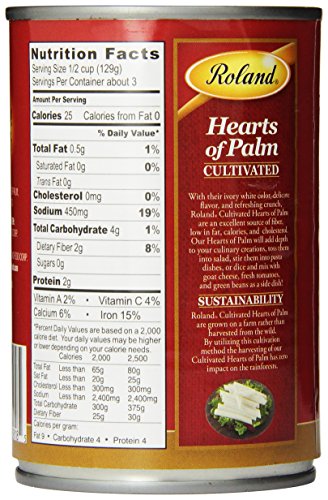 Nutrition Facts
Serving Size 1/2 cup (129g)
Servings Per Container about 3
Amount Per Serving
Calories 25 Calories from Fat 0
% Daily Value*
Total Fat 0.5g 1%
Saturated Fat 0g 0%
Trans Fat 0g
Cholesterol 0mg 0%
Sodium 450mg 19%
Total Carbohydrate 4g 1%
Dietary Fiber 2g 8%
Sugars 0g
Protein 2g
Vitamin A 2% • Vitamin C 4%
Calcium 6% • Iron 15%
*Percent Daily Values are based on a 2,000
calorie diet. Your daily values may be higher
or lower depending on your calorie needs.
Calories 2,000 2,500
Total Fat Less than 65g 80g
Sat Fat Less than 20g 25g
Cholesterol Less than 300mg 300mg
Sodium Less than 2,400mg 2,400mg
Total Carbohydrate 300g 375g
Dietary Fiber 25g 30g
Calories per gram:
Fat 9 • Carbohydrate 4 • Protein 4
Roland
Hearts
of Palm
CULTIVATED
With their ivory white color, delicate
flavor, and refreshing crunch,
Roland® Cultivated Hearts of Palm
are an excellent source of fiber,
low in fat, calories, and cholesterol.
Our Hearts of Palm will add depth
to your culinary creations, toss them
into salad, stir them into pasta
dishes, or dice and mix with
goat cheese, fresh tomatoes,
and green beans as a side dish!
SUSTAINABILITY
Roland® Cultivated Hearts of Palm
are grown on a farm rather than
harvested from the wild.
By utilizing this cultivation
method the harvesting of our
Cultivated Hearts of Palm has zero
impact on the rainforests.